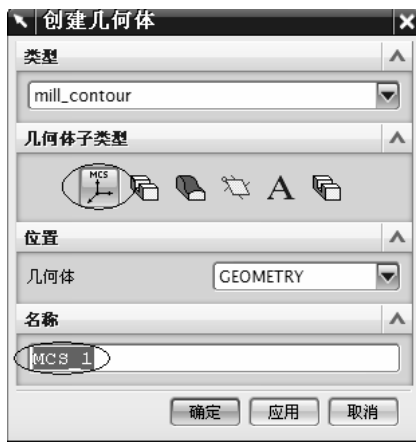 创建几何体
类型
mill_contour
几何体子类型
MCS
A
位置
几何体 GEOMETRY
名称
MCS_1
确定 应用 取消